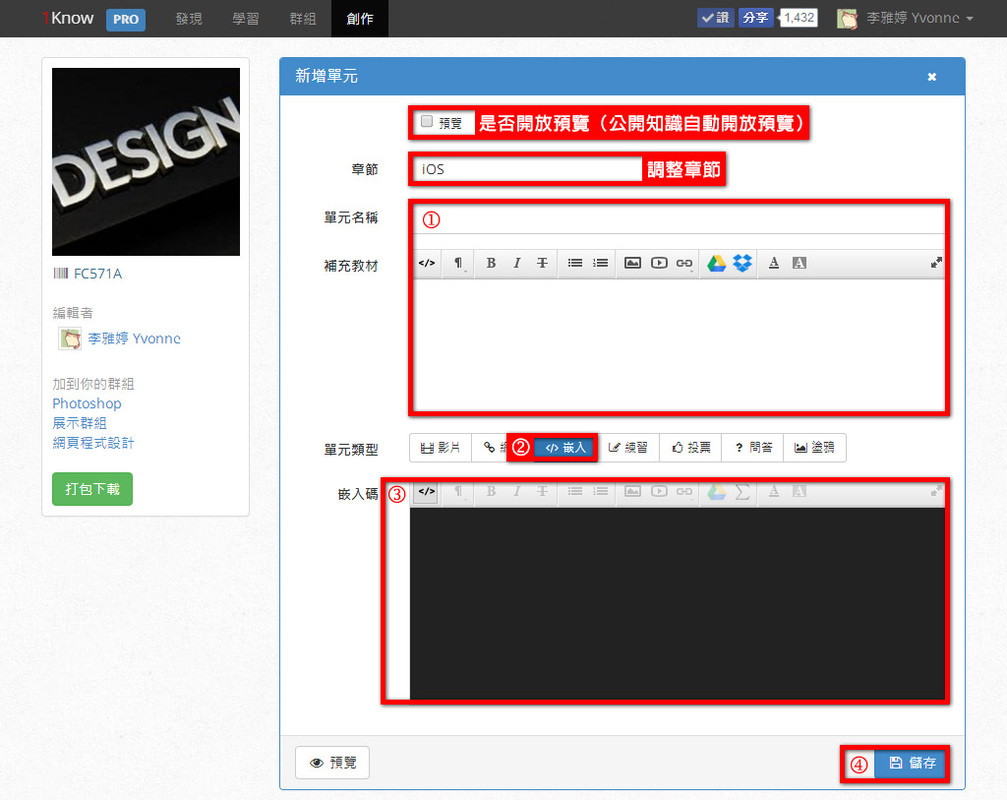 1Know PRO 發現 學習 群組 創作 讚 分享 1,432 李雅婷 Yvonne
DESIGN
FC571A
編輯者
李雅婷 Yvonne
加到你的群組
Photoshop
展示群組
網頁程式設計
打包下載
新增單元
預覽 是否開放預覽（公開知識自動開放預覽）
章節 iOS 調整章節
單元名稱 ①
補充教材 </> ¶ B I T A A
單元類型 影片 ② </> 嵌入 練習 投票 ? 問答 塗鴉
嵌入碼 ③ </> ¶ B I T Σ A A
預覽 ④ 儲存